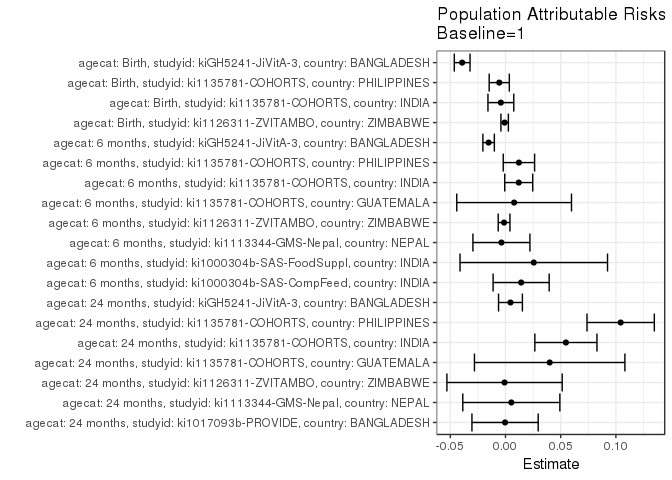 Population Attributable Risks
Baseline=1
agecat: Birth, studyid: kiGH5241-JiVitA-3, country: BANGLADESH
agecat: Birth, studyid: ki1135781-COHORTS, country: PHILIPPINES
agecat: Birth, studyid: ki1135781-COHORTS, country: INDIA
agecat: Birth, studyid: ki1126311-ZVITAMBO, country: ZIMBABWE
agecat: 6 months, studyid: kiGH5241-JiVitA-3, country: BANGLADESH
agecat: 6 months, studyid: ki1135781-COHORTS, country: PHILIPPINES
agecat: 6 months, studyid: ki1135781-COHORTS, country: INDIA
agecat: 6 months, studyid: ki1135781-COHORTS, country: GUATEMALA
agecat: 6 months, studyid: ki1126311-ZVITAMBO, country: ZIMBABWE
agecat: 6 months, studyid: ki1113344-GMS-Nepal, country: NEPAL
agecat: 6 months, studyid: ki1000304b-SAS-FoodSuppl, country: INDIA
agecat: 6 months, studyid: ki1000304b-SAS-CompFeed, country: INDIA
agecat: 24 months, studyid: kiGH5241-JiVitA-3, country: BANGLADESH
agecat: 24 months, studyid: ki1135781-COHORTS, country: PHILIPPINES
agecat: 24 months, studyid: ki1135781-COHORTS, country: INDIA
agecat: 24 months, studyid: ki1135781-COHORTS, country: GUATEMALA
agecat: 24 months, studyid: ki1126311-ZVITAMBO, country: ZIMBABWE
agecat: 24 months, studyid: ki1113344-GMS-Nepal, country: NEPAL
agecat: 24 months, studyid: ki1017093b-PROVIDE, country: BANGLADESH
-0.05 0.00 0.05 0.10
Estimate